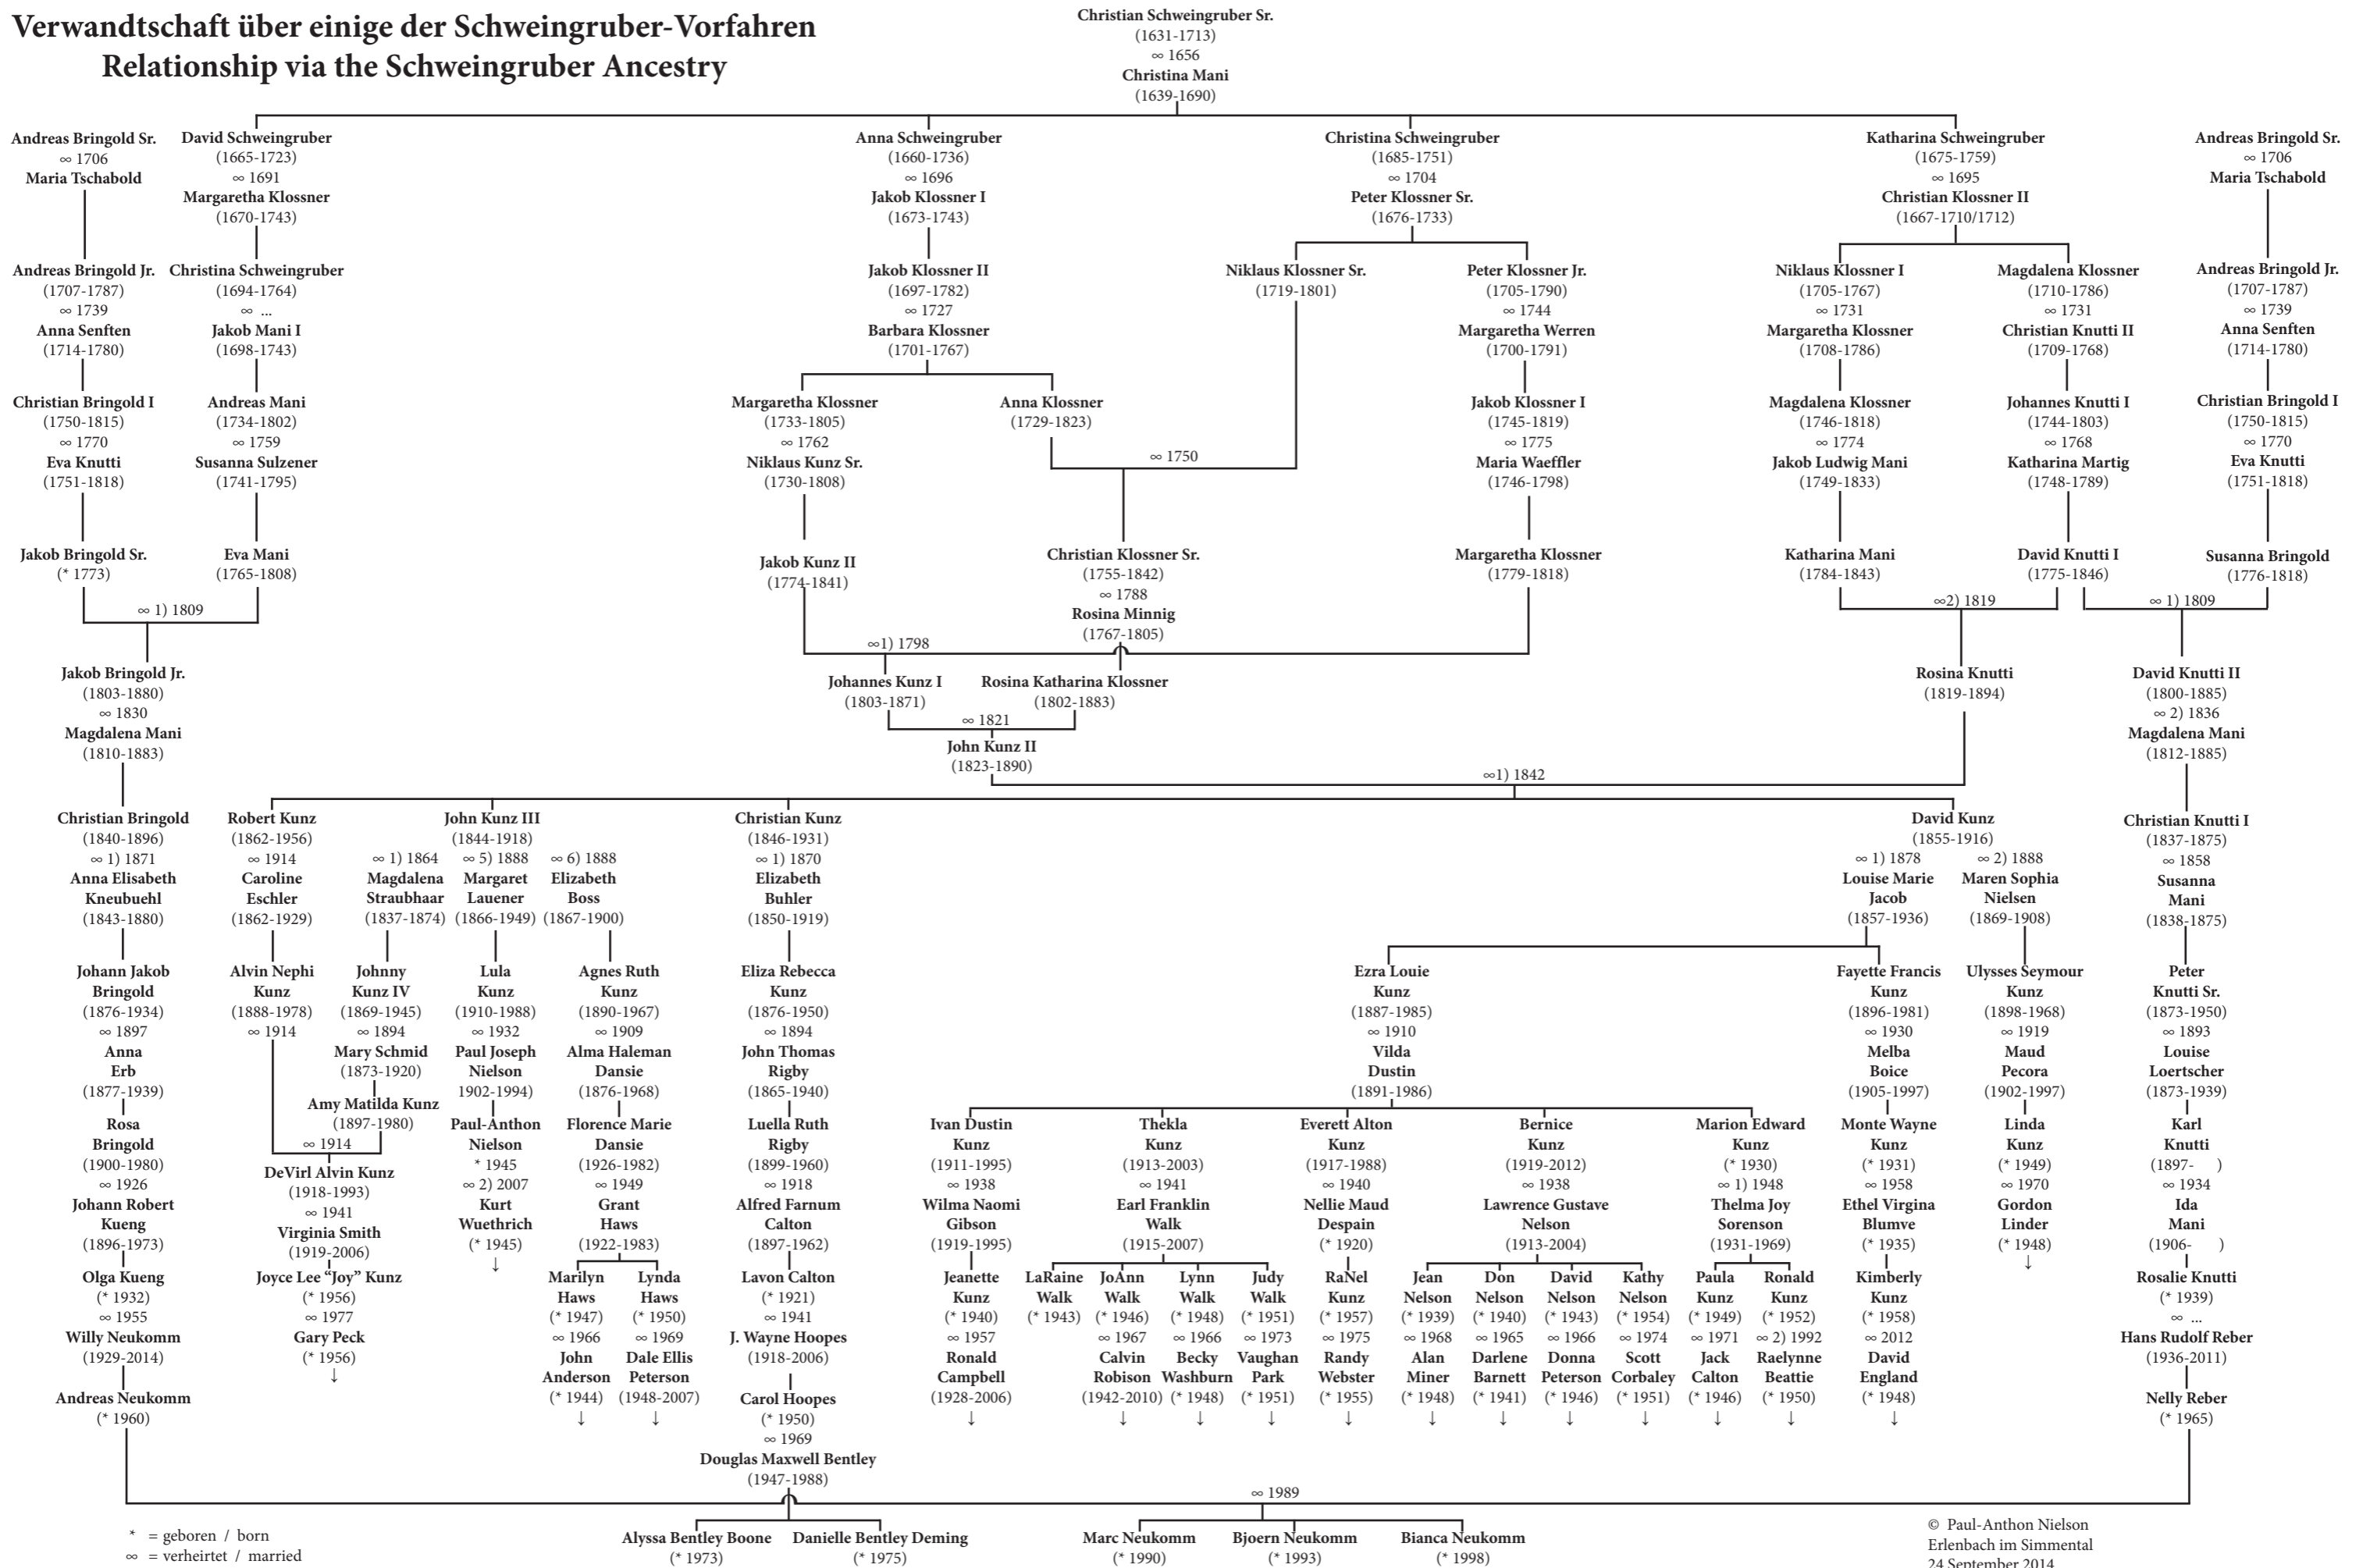 Verwandtschaft über einige der Schweingruber-Vorfahren
Relationship via the Schweingruber Ancestry
Christian Schweingruber Sr.
(1631-1713)
∞ 1656
Christina Mani
(1639-1690)
Andreas Bringold Sr.
∞ 1706
Maria Tschabold
David Schweingruber
(1665-1723)
∞ 1691
Margaretha Klossner
(1670-1743)
Anna Schweingruber
(1660-1736)
∞ 1696
Jakob Klossner I
(1673-1743)
Christina Schweingruber
(1685-1751)
∞ 1704
Peter Klossner Sr.
(1676-1733)
Katharina Schweingruber
(1675-1759)
∞ 1695
Christian Klossner II
(1667-1710/1712)
Andreas Bringold Sr.
∞ 1706
Maria Tschabold
Andreas Bringold Jr.
(1707-1787)
∞ 1739
Anna Senften
(1714-1780)
Christina Schweingruber
(1694-1764)
∞ ...
Jakob Mani I
(1698-1743)
Jakob Klossner II
(1697-1782)
∞ 1727
Barbara Klossner
(1701-1767)
Niklaus Klossner Sr.
(1719-1801)
Peter Klossner Jr.
(1705-1790)
∞ 1744
Margaretha Werren
(1700-1791)
Niklaus Klossner I
(1705-1767)
∞ 1731
Margaretha Klossner
(1708-1786)
Magdalena Klossner
(1710-1786)
∞ 1731
Christian Knutti II
(1709-1768)
Andreas Bringold Jr.
(1707-1787)
∞ 1739
Anna Senften
(1714-1780)
Christian Bringold I
(1750-1815)
∞ 1770
Eva Knutti
(1751-1818)
Andreas Mani
(1734-1802)
∞ 1759
Susanna Sulzener
(1741-1795)
Margaretha Klossner
(1733-1805)
∞ 1762
Niklaus Kunz Sr.
(1730-1808)
Anna Klossner
(1729-1823)
∞ 1750
Jakob Klossner I
(1745-1819)
∞ 1775
Maria Waeffler
(1746-1798)
Magdalena Klossner
(1746-1818)
∞ 1774
Jakob Ludwig Mani
(1749-1833)
Johannes Knutti I
(1744-1803)
∞ 1768
Katharina Martig
(1748-1789)
Christian Bringold I
(1750-1815)
∞ 1770
Eva Knutti
(1751-1818)
Jakob Bringold Sr.
(* 1773)
Eva Mani
(1765-1808)
∞ 1) 1809
Jakob Kunz II
(1774-1841)
Christian Klossner Sr.
(1755-1842)
∞ 1788
Rosina Minnig
(1767-1805)
Margaretha Klossner
(1779-1818)
∞1) 1798
Katharina Mani
(1784-1843)
David Knutti I
(1775-1846)
Susanna Bringold
(1776-1818)
∞2) 1819
∞ 1) 1809
Jakob Bringold Jr.
(1803-1880)
∞ 1830
Magdalena Mani
(1810-1883)
Johannes Kunz I
(1803-1871)
Rosina Katharina Klossner
(1802-1883)
∞ 1821
John Kunz II
(1823-1890)
Rosina Knutti
(1819-1894)
∞1) 1842
David Knutti II
(1800-1885)
∞ 2) 1836
Magdalena Mani
(1812-1885)
Christian Bringold
(1840-1896)
∞ 1) 1871
Anna Elisabeth
Kneubuehl
(1843-1880)
Robert Kunz
(1862-1956)
∞ 1914
Caroline
Eschler
(1862-1929)
John Kunz III
(1844-1918)
∞ 1) 1864
Magdalena
Straubhaar
(1837-1874)
∞ 5) 1888
Margaret
Lauener
(1866-1949)
∞ 6) 1888
Elizabeth
Boss
(1867-1900)
Christian Kunz
(1846-1931)
∞ 1) 1870
Elizabeth
Buhler
(1850-1919)
David Kunz
(1855-1916)
∞ 1) 1878
Louise Marie
Jacob
(1857-1936)
∞ 2) 1888
Maren Sophia
Nielsen
(1869-1908)
Christian Knutti I
(1837-1875)
∞ 1858
Susanna
Mani
(1838-1875)
Johann Jakob
Bringold
(1876-1934)
∞ 1897
Anna
Erb
(1877-1939)
Alvin Nephi
Kunz
(1888-1978)
∞ 1914
Johnny
Kunz IV
(1869-1945)
∞ 1894
Mary Schmid
(1873-1920)
Amy Matilda Kunz
(1897-1980)
∞ 1914
Lula
Kunz
(1910-1988)
∞ 1932
Paul Joseph
Nielson
1902-1994)
Agnes Ruth
Kunz
(1890-1967)
∞ 1909
Alma Haleman
Dansie
(1876-1968)
Eliza Rebecca
Kunz
(1876-1950)
∞ 1894
John Thomas
Rigby
(1865-1940)
Ezra Louie
Kunz
(1887-1985)
∞ 1910
Vilda
Dustin
(1891-1986)
Fayette Francis
Kunz
(1896-1981)
∞ 1930
Melba
Boice
(1905-1997)
Ulysses Seymour
Kunz
(1898-1968)
∞ 1919
Maud
Pecora
(1902-1997)
Peter
Knutti Sr.
(1873-1950)
∞ 1893
Louise
Loertscher
(1873-1939)
Rosa
Bringold
(1900-1980)
∞ 1926
Johann Robert
Kueng
(1896-1973)
DeVirl Alvin Kunz
(1918-1993)
∞ 1941
Virginia Smith
(1919-2006)
Paul-Anthon
Nielson
* 1945
∞ 2) 2007
Kurt
Wuethrich
(* 1945)
↓
Florence Marie
Dansie
(1926-1982)
∞ 1949
Grant
Haws
(1922-1983)
Luella Ruth
Rigby
(1899-1960)
∞ 1918
Alfred Farnum
Calton
(1897-1962)
Ivan Dustin
Kunz
(1911-1995)
∞ 1938
Wilma Naomi
Gibson
(1919-1995)
Thekla
Kunz
(1913-2003)
∞ 1941
Earl Franklin
Walk
(1915-2007)
Everett Alton
Kunz
(1917-1988)
∞ 1940
Nellie Maud
Despain
(* 1920)
Bernice
Kunz
(1919-2012)
∞ 1938
Lawrence Gustave
Nelson
(1913-2004)
Marion Edward
Kunz
(* 1930)
∞ 1) 1948
Thelma Joy
Sorenson
(1931-1969)
Monte Wayne
Kunz
(* 1931)
∞ 1958
Ethel Virgina
Blumve
(* 1935)
Linda
Kunz
(* 1949)
∞ 1970
Gordon
Linder
(* 1948)
↓
Karl
Knutti
(1897- )
∞ 1934
Ida
Mani
(1906- )
Olga Kueng
(* 1932)
∞ 1955
Willy Neukomm
(1929-2014)
Joyce Lee “Joy” Kunz
(* 1956)
∞ 1977
Gary Peck
(* 1956)
↓
Marilyn
Haws
(* 1947)
∞ 1966
John
Anderson
(* 1944)
↓
Lynda
Haws
(* 1950)
∞ 1969
Dale Ellis
Peterson
(1948-2007)
↓
Lavon Calton
(* 1921)
∞ 1941
J. Wayne Hoopes
(1918-2006)
Jeanette
Kunz
(* 1940)
∞ 1957
Ronald
Campbell
(1928-2006)
↓
LaRaine
Walk
(* 1943)
JoAnn
Walk
(* 1946)
∞ 1967
Calvin
Robison
(1942-2010)
↓
Lynn
Walk
(* 1948)
∞ 1966
Becky
Washburn
(* 1948)
↓
Judy
Walk
(* 1951)
∞ 1973
Vaughan
Park
(* 1951)
↓
RaNel
Kunz
(* 1957)
∞ 1975
Randy
Webster
(* 1955)
↓
Jean
Nelson
(* 1939)
∞ 1968
Alan
Miner
(* 1948)
↓
Don
Nelson
(* 1940)
∞ 1965
Darlene
Barnett
(* 1941)
↓
David
Nelson
(* 1943)
∞ 1966
Donna
Peterson
(* 1946)
↓
Kathy
Nelson
(* 1954)
∞ 1974
Scott
Corbaley
(* 1951)
↓
Paula
Kunz
(* 1949)
∞ 1971
Jack
Calton
(* 1946)
↓
Ronald
Kunz
(* 1952)
∞ 2) 1992
Raelynne
Beattie
(* 1950)
↓
Kimberly
Kunz
(* 1958)
∞ 2012
David
England
(* 1948)
↓
Rosalie Knutti
(* 1939)
∞ ...
Hans Rudolf Reber
(1936-2011)
Andreas Neukomm
(* 1960)
Carol Hoopes
(* 1950)
∞ 1969
Douglas Maxwell Bentley
(1947-1988)
Nelly Reber
(* 1965)
∞ 1989
Alyssa Bentley Boone
(* 1973)
Danielle Bentley Deming
(* 1975)
Marc Neukomm
(* 1990)
Bjoern Neukomm
(* 1993)
Bianca Neukomm
(* 1998)
* = geboren / born
∞ = verheirtet / married
© Paul-Anthon Nielson
Erlenbach im Simmental
24 September 2014